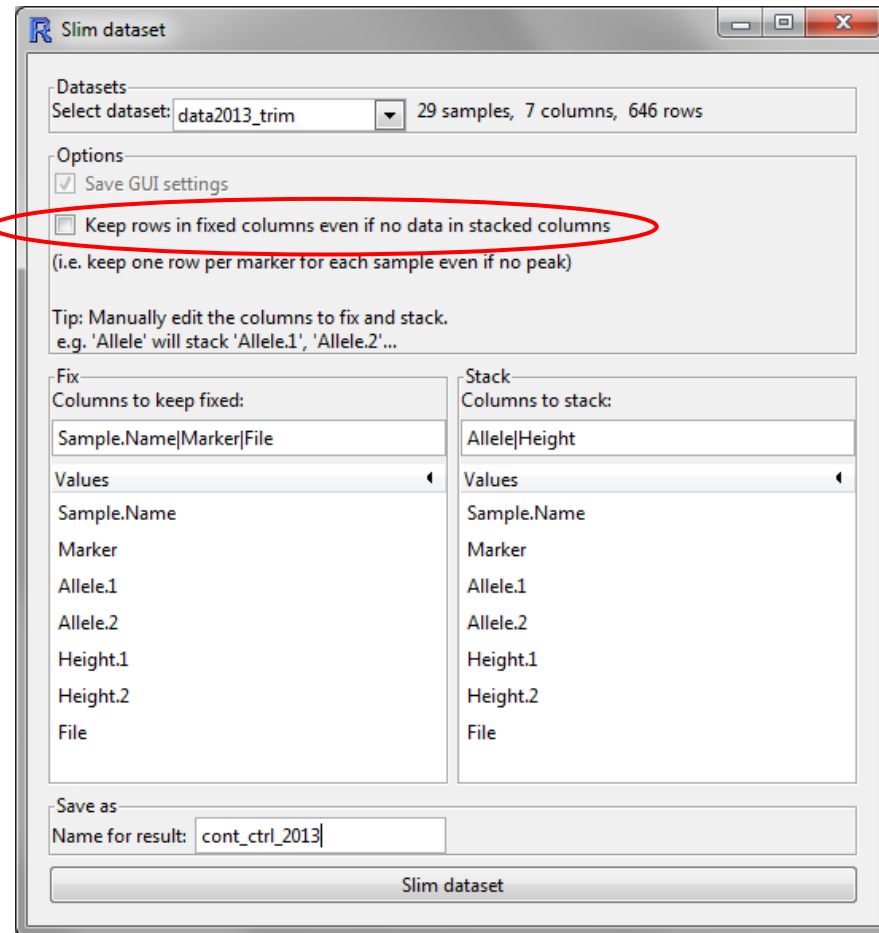 Slim dataset
Datasets
Select dataset: data2013_trim 29 samples, 7 columns, 646 rows
Options
Save GUI settings
Keep rows in fixed columns even if no data in stacked columns
(i.e. keep one row per marker for each sample even if no peak)
Tip: Manually edit the columns to fix and stack.
e.g. 'Allele' will stack 'Allele.1', 'Allele.2'...
Fix
Columns to keep fixed:
Sample.Name|Marker|File
Values
Sample.Name
Marker
Allele.1
Allele.2
Height.1
Height.2
File
Stack
Columns to stack:
Allele|Height
Values
Sample.Name
Marker
Allele.1
Allele.2
Height.1
Height.2
File
Save as
Name for result: cont_ctrl_2013
Slim dataset